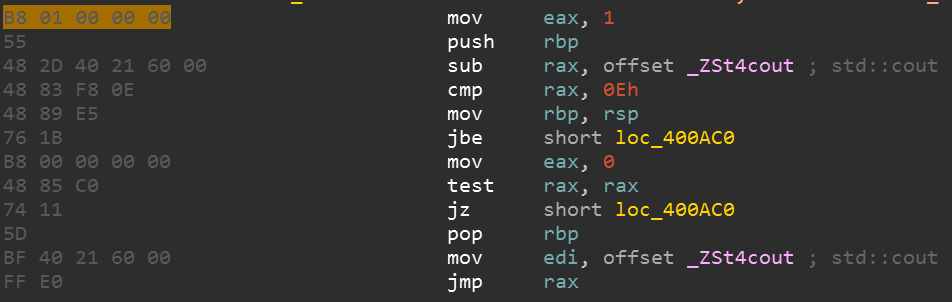 B8 01 00 00 00 mov eax, 1
55 push rbp
48 2D 40 21 60 00 sub rax, offset _ZSt4cout ; std::cout
48 83 F8 0E cmp rax, 0Eh
48 89 E5 mov rbp, rsp
76 1B jbe short loc_400AC0
B8 00 00 00 00 mov eax, 0
48 85 C0 test rax, rax
74 11 jz short loc_400AC0
5D pop rbp
BF 40 21 60 00 mov edi, offset _ZSt4cout ; std::cout
FF E0 jmp rax